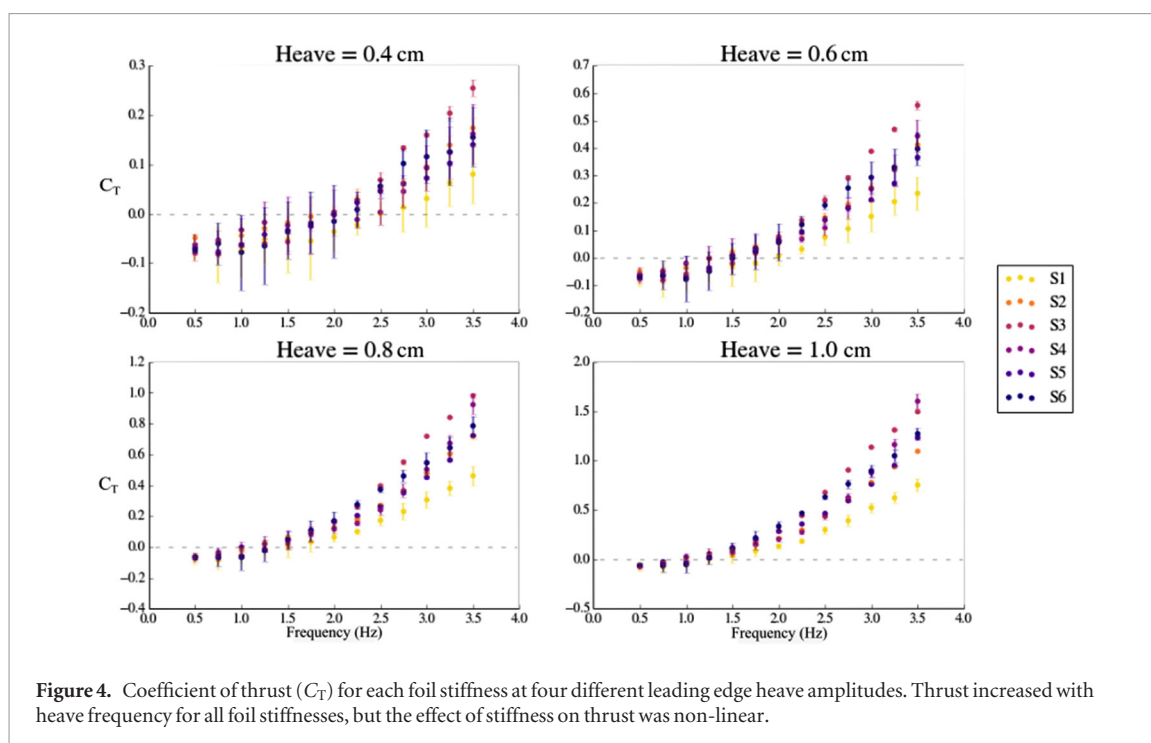 Heave = 0.4 cm
0.3
0.2
0.1
C_T
0.0
−0.1
−0.2
0.0 0.5 1.0 1.5 2.0 2.5 3.0 3.5 4.0
Heave = 0.6 cm
0.7
0.6
0.5
0.4
0.3
0.2
0.1
0.0
−0.1
−0.2
0.0 0.5 1.0 1.5 2.0 2.5 3.0 3.5 4.0
Heave = 0.8 cm
1.2
1.0
0.8
0.6
C_T
0.4
0.2
0.0
−0.2
−0.4
0.0 0.5 1.0 1.5 2.0 2.5 3.0 3.5 4.0
Frequency (Hz)
Heave = 1.0 cm
2.0
1.5
1.0
0.5
0.0
−0.5
0.0 0.5 1.0 1.5 2.0 2.5 3.0 3.5 4.0
Frequency (Hz)
S1
S2
S3
S4
S5
S6
Figure 4. Coefficient of thrust (C_T) for each foil stiffness at four different leading edge heave amplitudes. Thrust increased with
heave frequency for all foil stiffnesses, but the effect of stiffness on thrust was non-linear.